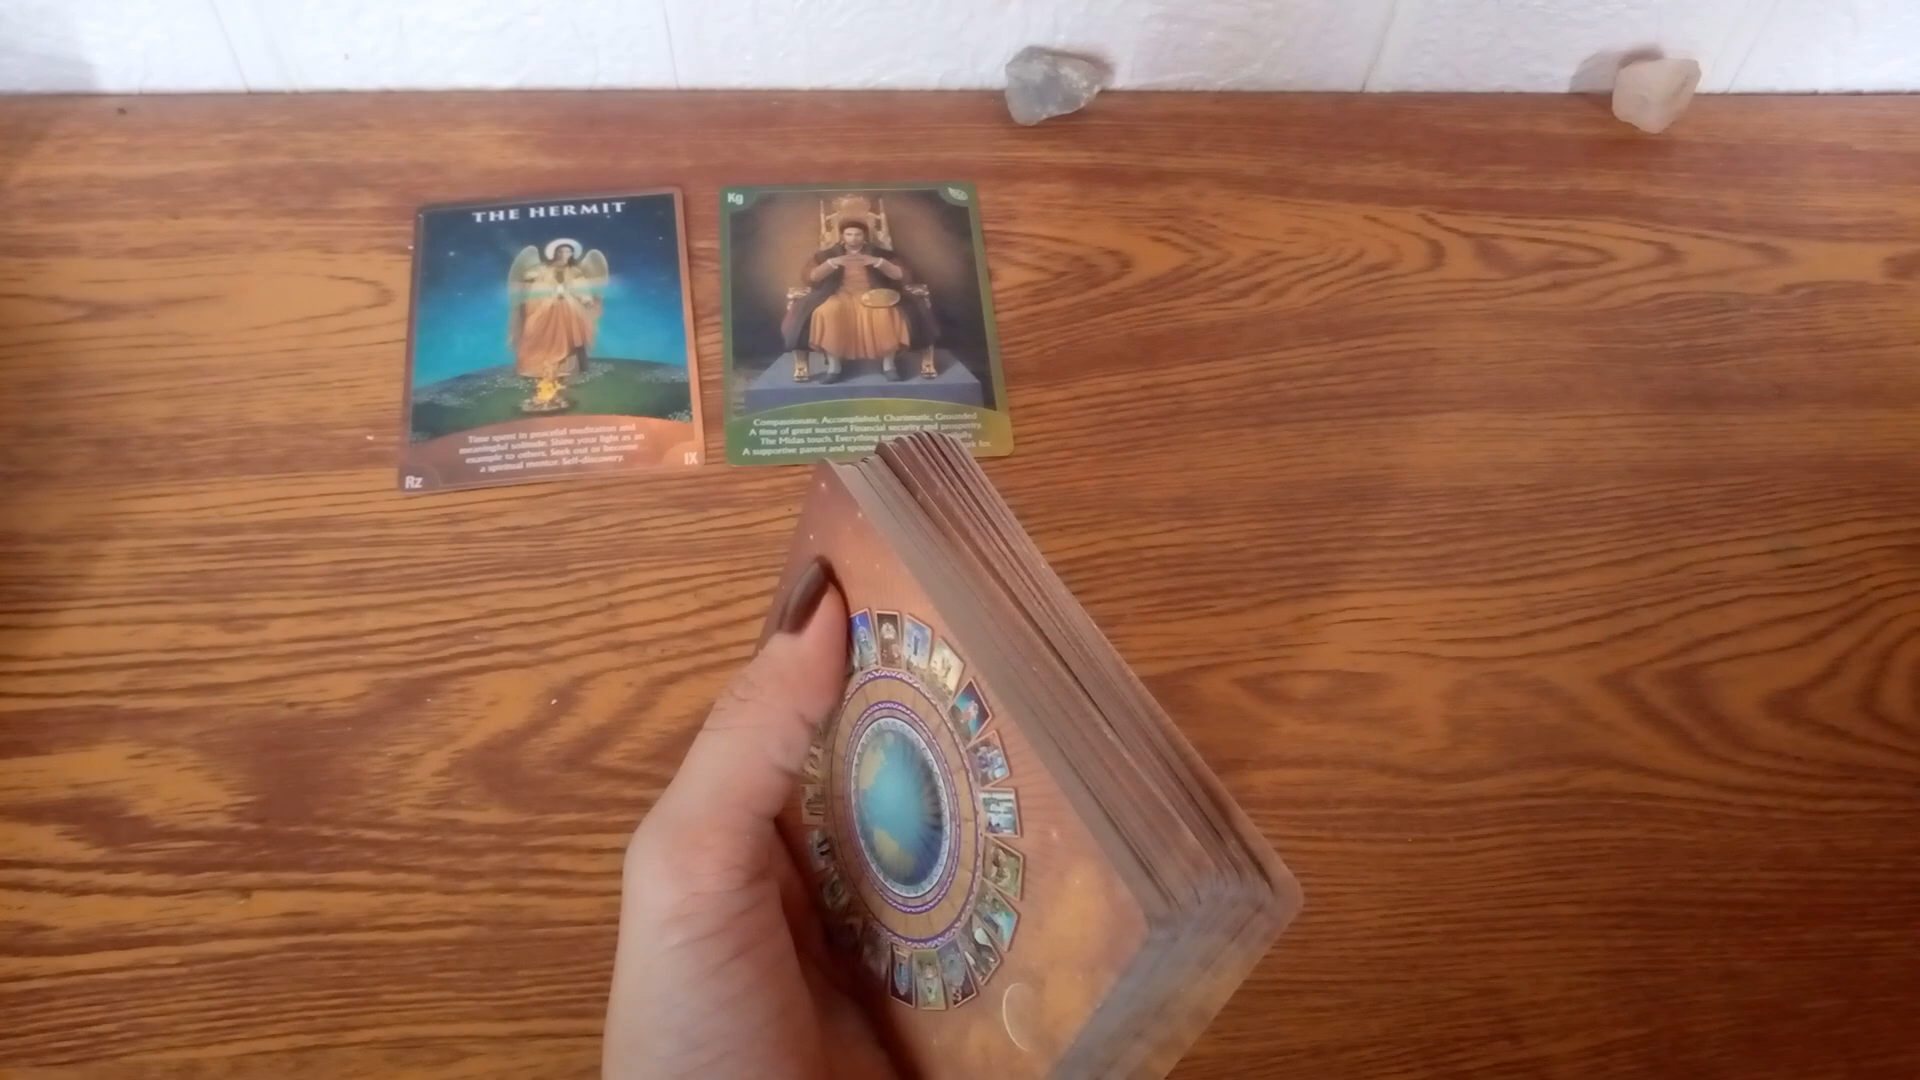 THE HERMIT
Time spent in peaceful meditation and
meaningful solitude. Shine your light as an
example to others. Seek out or become
a spiritual mentor. Self-discovery.
Rz
IX
Kg
Compassionate, Accomplished, Charismatic, Grounded
A time of great success! Financial security and prosperity.
The Midas touch. Everything
A supportive parent and spouse